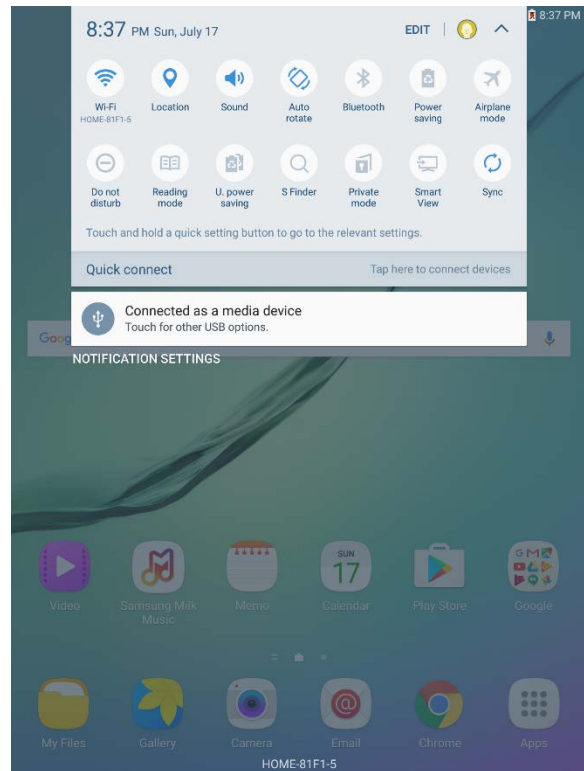 8:37 PM
8:37 PM Sun, July 17
EDIT
Wi-Fi
HOME-81F1-5
Location
Sound
Auto
rotate
Bluetooth
Power
saving
Airplane
mode
Do not
disturb
Reading
mode
U. power
saving
S Finder
Private
mode
Smart
View
Sync
Touch and hold a quick setting button to go to the relevant settings.
Quick connect
Tap here to connect devices
Connected as a media device
Touch for other USB options.
Goog
NOTIFICATION SETTINGS
SUN
17
G M
Video
Samsung Milk
Music
Memo
Calendar
Play Store
Google
@
My Files
Gallery
Camera
Email
Chrome
Apps
HOME-81F1-5